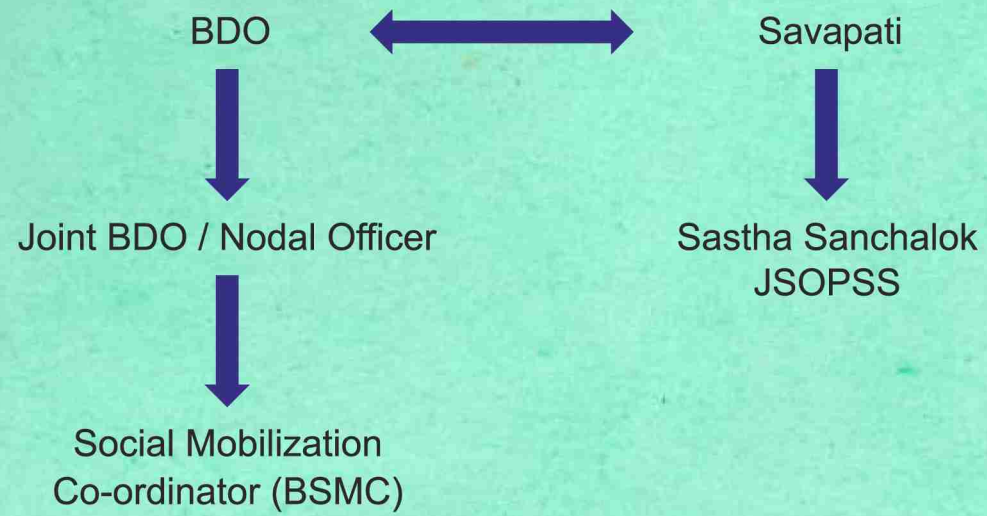 BDO
Savapati
Joint BDO / Nodal Officer
Sastha Sanchalok
JSOPSS
Social Mobilization
Co-ordinator (BSMC)